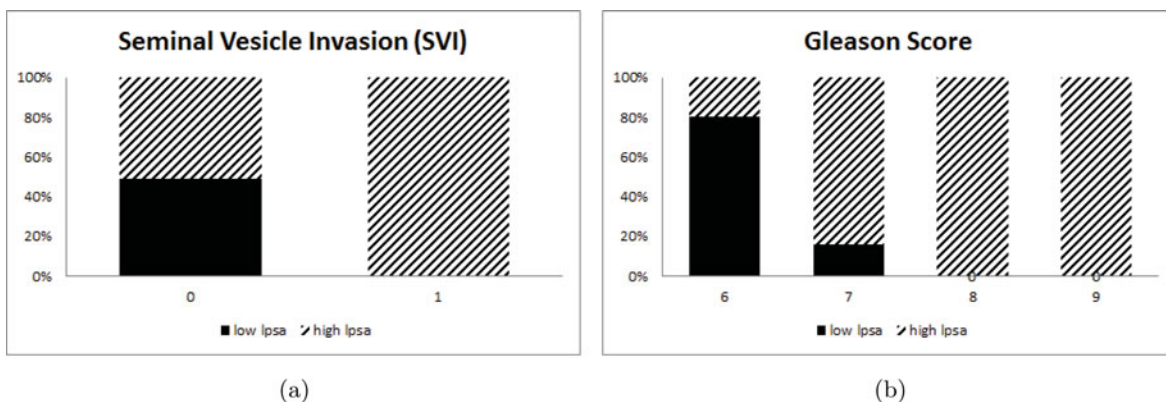 Seminal Vesicle Invasion (SVI)
100%
80%
60%
40%
20%
0%
0 1
low lpsa high lpsa
(a)
Gleason Score
100%
80%
60%
40%
20%
0%
0 0
6 7 8 9
low lpsa high lpsa
(b)